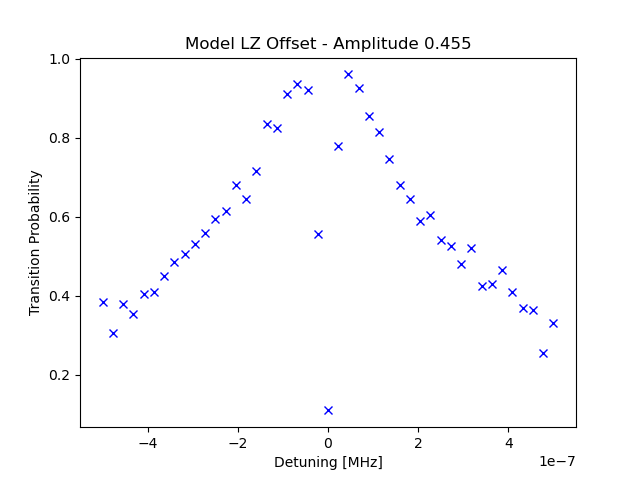 Model LZ Offset - Amplitude 0.455
Transition Probability
1.0
0.8
0.6
0.4
0.2
−4
−2
0
2
4
1e−7
Detuning [MHz]